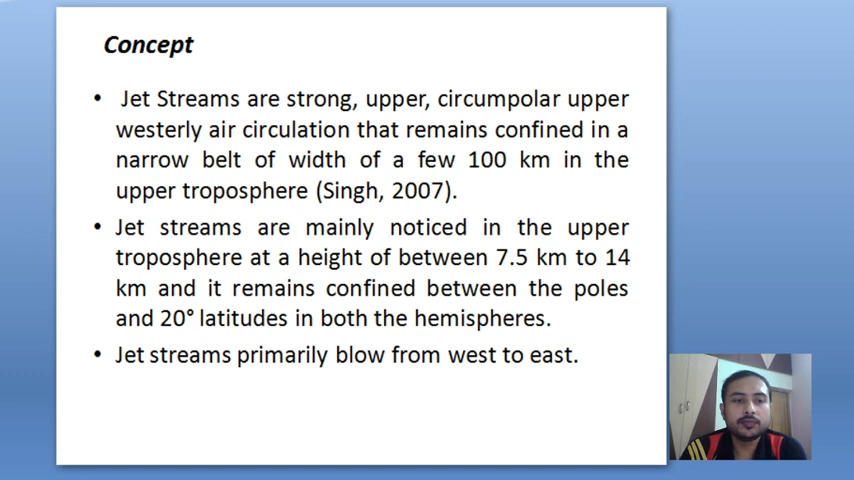 Concept
• Jet Streams are strong, upper, circumpolar upper
westerly air circulation that remains confined in a
narrow belt of width of a few 100 km in the
upper troposphere (Singh, 2007).
• Jet streams are mainly noticed in the upper
troposphere at a height of between 7.5 km to 14
km and it remains confined between the poles
and 20° latitudes in both the hemispheres.
• Jet streams primarily blow from west to east.